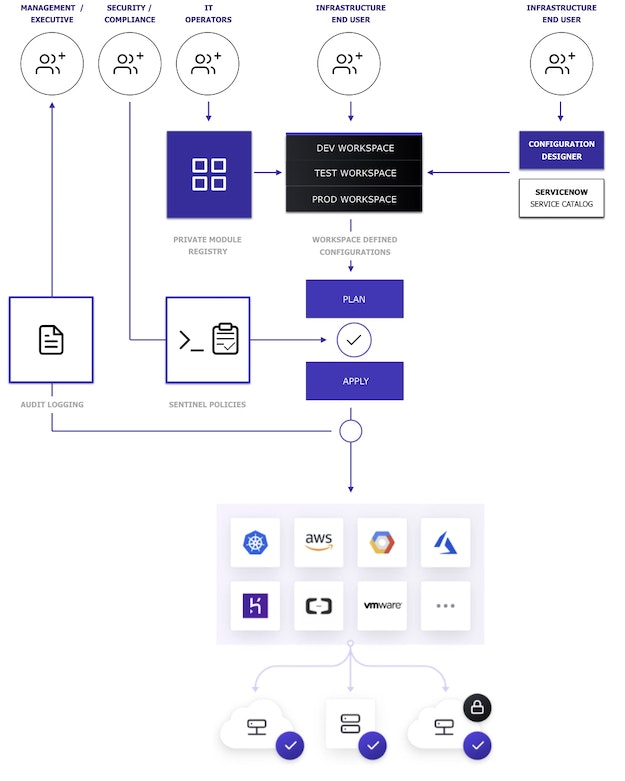 MANAGEMENT /
EXECUTIVE
SECURITY /
COMPLIANCE
IT
OPERATORS
INFRASTRUCTURE
END USER
INFRASTRUCTURE
END USER
DEV WORKSPACE
TEST WORKSPACE
PROD WORKSPACE
CONFIGURATION
DESIGNER
SERVICENOW
SERVICE CATALOG
PRIVATE MODULE
REGISTRY
WORKSPACE DEFINED
CONFIGURATIONS
PLAN
APPLY
AUDIT LOGGING
SENTINEL POLICIES
aws
vmware